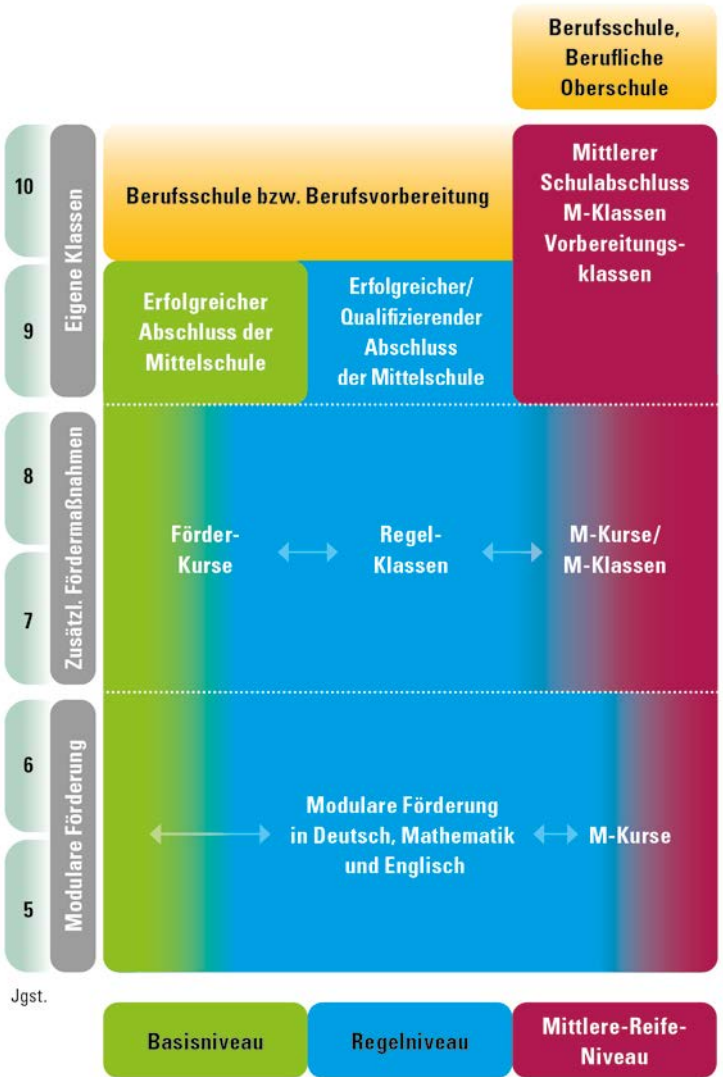 Berufsschule,
Berufliche
Oberschule
10
9
Eigene Klassen
Berufsschule bzw. Berufsvorbereitung
Mittlerer
Schulabschluss
M-Klassen
Vorbereitungs-
klassen
Erfolgreicher
Abschluss der
Mittelschule
Erfolgreicher/
Qualifizierender
Abschluss
der Mittelschule
8
7
Zusätzl. Fördermaßnahmen
Förder-
Kurse
Regel-
Klassen
M-Kurse/
M-Klassen
6
5
Modulare Förderung
Modulare Förderung
in Deutsch, Mathematik
und Englisch
M-Kurse
Jgst.
Basisniveau
Regelniveau
Mittlere-Reife-
Niveau